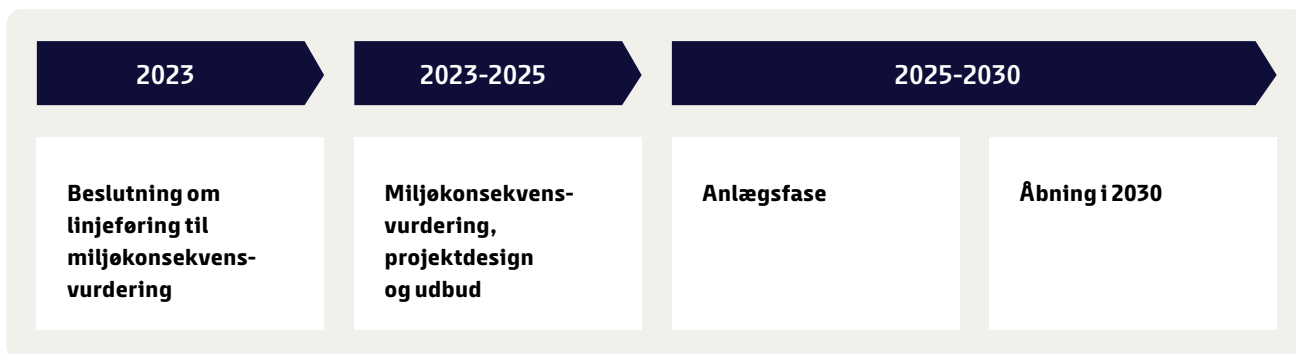 2023
2023-2025
2025-2030
Beslutning om
linjeføring til
miljøkonsekvens-
vurdering
Miljøkonsekvens-
vurdering,
projektdesign
og udbud
Anlægsfase
Åbning i 2030